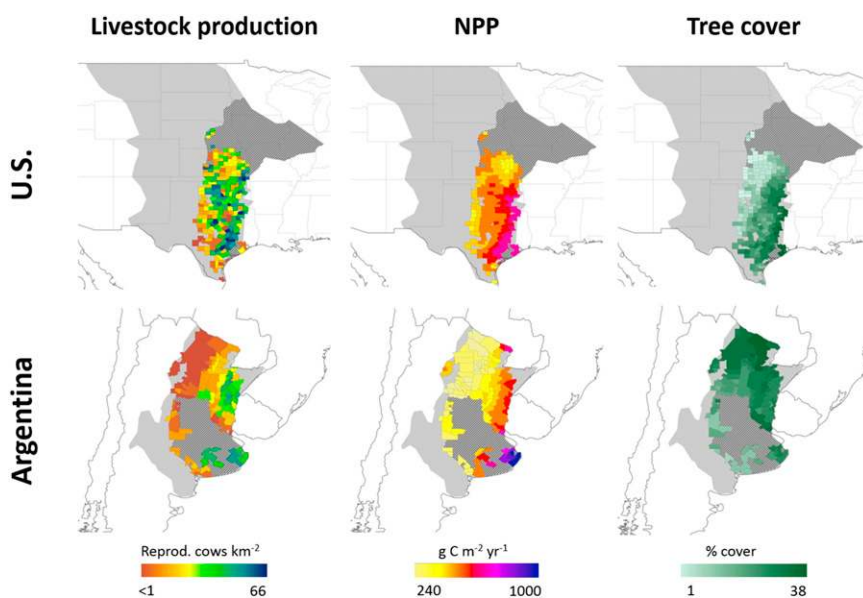 Livestock production NPP Tree cover
U.S.
Argentina
Reprod. cows km⁻² g C m⁻² yr⁻¹ % cover
<1 66 240 1000 1 38